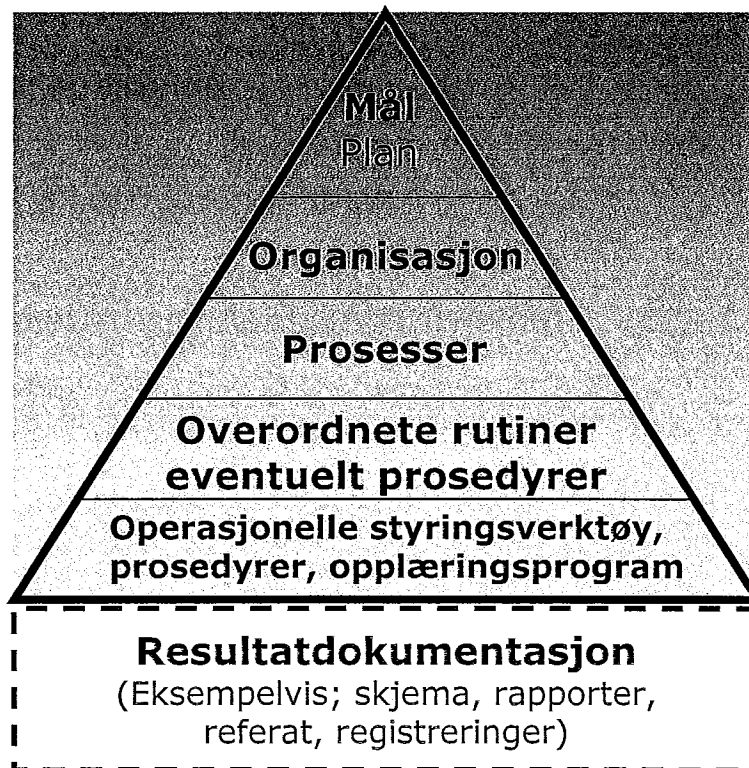 Mål
Plan
Organisasjon
Prosesser
Overordnete rutiner
eventuelt prosedyrer
Operasjonelle styringsverktøy,
prosedyrer, opplæringsprogram
Resultatdokumentasjon
(Eksempelvis; skjema, rapporter,
referat, registreringer)